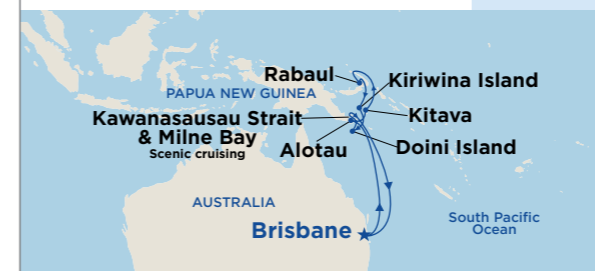 Rabaul
Kiriwina Island
PAPUA NEW GUINEA
Kitava
Kawanasausau Strait
& Milne Bay
Scenic cruising
Alotau
Doini Island
AUSTRALIA
South Pacific
Ocean
Brisbane